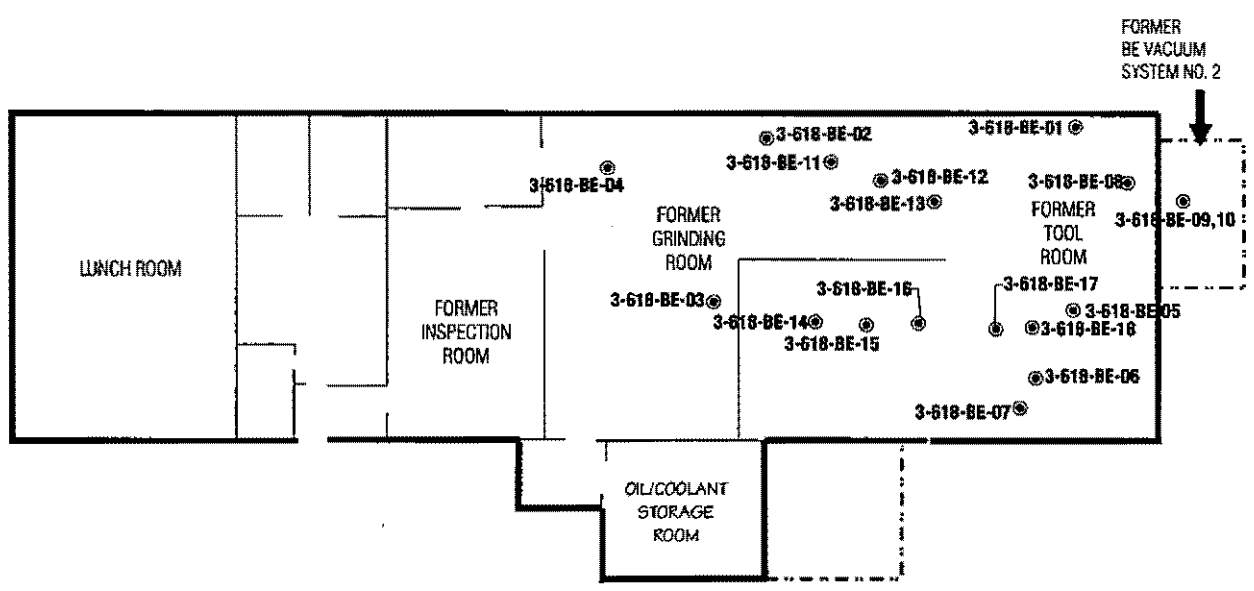 FORMER
BE VACUUM
SYSTEM NO. 2
3-618-BE-01
3-618-BE-02
3-618-BE-11
3-618-BE-04
3-618-BE-12
3-618-BE-08
3-618-BE-13
3-618-BE-09,10
FORMER
GRINDING
ROOM
FORMER
TOOL
ROOM
LUNCH ROOM
3-618-BE-16
3-618-BE-17
3-618-BE-03
FORMER
INSPECTION
ROOM
3-618-BE-14
3-618-BE-15
3-618-BE-05
3-618-BE-18
3-618-BE-06
3-618-BE-07
OIL/COOLANT
STORAGE
ROOM